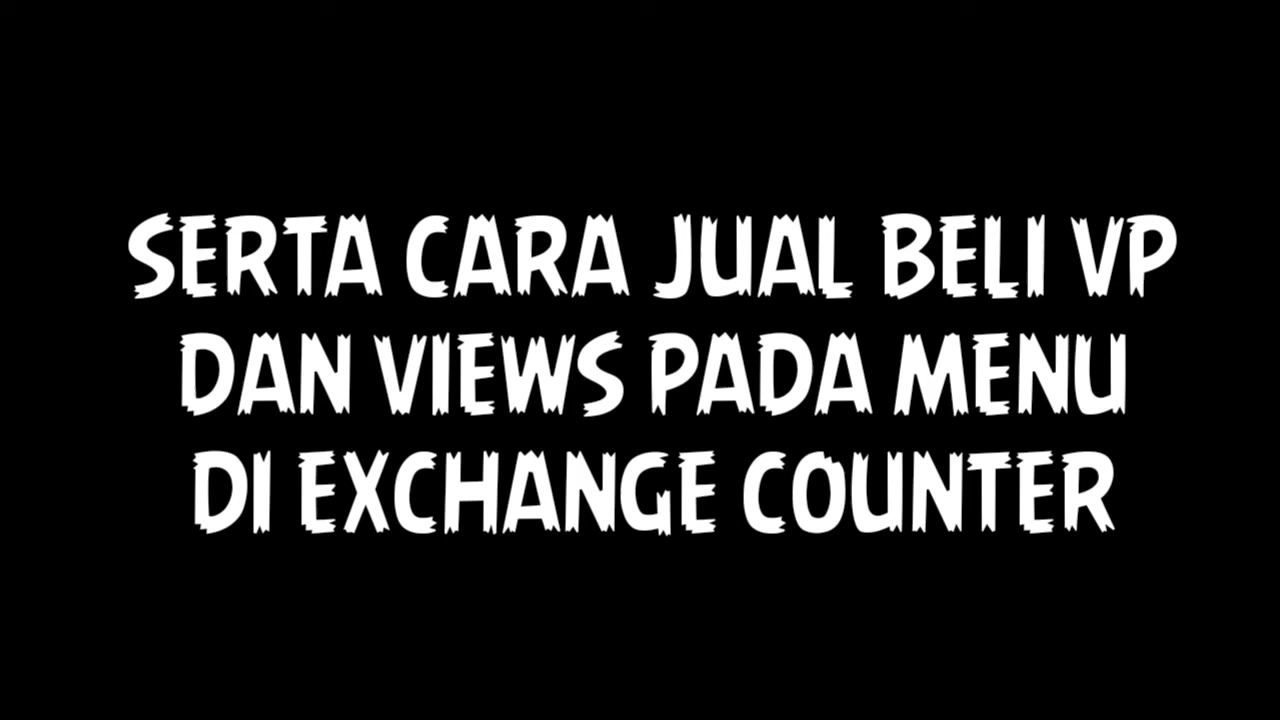 SERTA CARA JUAL BELI VP
DAN VIEWS PADA MENU
DI EXCHANGE COUNTER